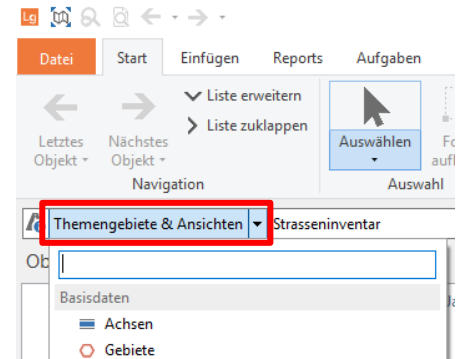 Lg
Datei Start Einfügen Reports Aufgaben
Letztes Objekt
Nächstes Objekt
Liste erweitern
Liste zuklappen
Navigation
Auswählen
Auswahl
Themengebiete & Ansichten Strasseninventar
Ob
Basisdaten
Achsen
Gebiete